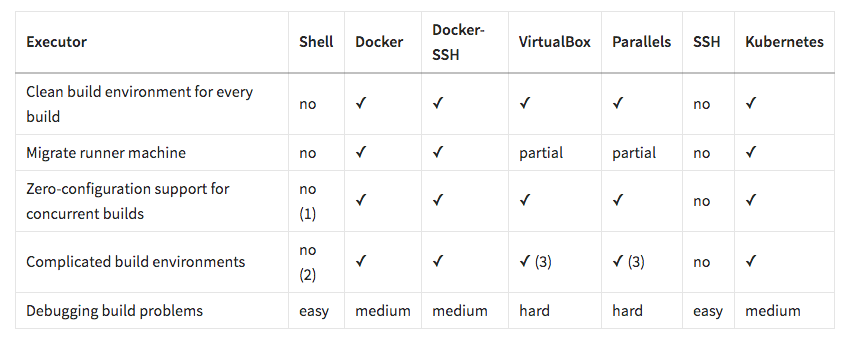 Executor Shell Docker Docker-SSH VirtualBox Parallels SSH Kubernetes
Clean build environment for every build no ✓ ✓ ✓ ✓ no ✓
Migrate runner machine no ✓ ✓ partial partial no ✓
Zero-configuration support for concurrent builds no (1) ✓ ✓ ✓ ✓ no ✓
Complicated build environments no (2) ✓ ✓ ✓ (3) ✓ (3) no ✓
Debugging build problems easy medium medium hard hard easy medium